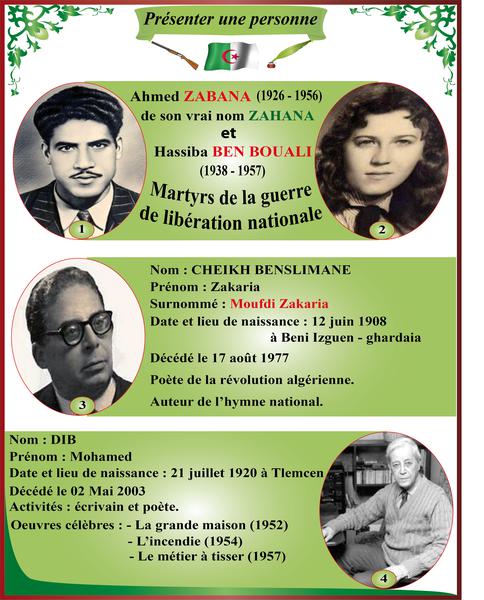 Présenter une personne
Ahmed ZABANA (1926 - 1956)
de son vrai nom ZAHANA
et
Hassiba BEN BOUALI
(1938 - 1957)
Martyrs de la guerre
de libération nationale
1
2
Nom : CHEIKH BENSLIMANE
Prénom : Zakaria
Surnommé : Moufdi Zakaria
Date et lieu de naissance : 12 juin 1908
à Beni Izguen - ghardaia
Décédé le 17 août 1977
Poète de la révolution algérienne.
Auteur de l'hymne national.
3
Nom : DIB
Prénom : Mohamed
Date et lieu de naissance : 21 juillet 1920 à Tlemcen
Décédé le 02 Mai 2003
Activités : écrivain et poète.
Oeuvres célèbres : - La grande maison (1952)
- L'incendie (1954)
- Le métier à tisser (1957)
4